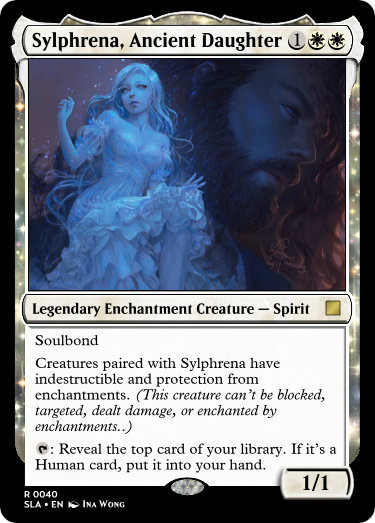 Sylphrena, Ancient Daughter 1
Legendary Enchantment Creature — Spirit
Soulbond
Creatures paired with Sylphrena have
indestructible and protection from
enchantments. (This creature can't be blocked,
targeted, dealt damage, or enchanted by
enchantments..)
: Reveal the top card of your library. If it's a
Human card, put it into your hand.
1/1
R 0040
SLA • EN Ina Wong